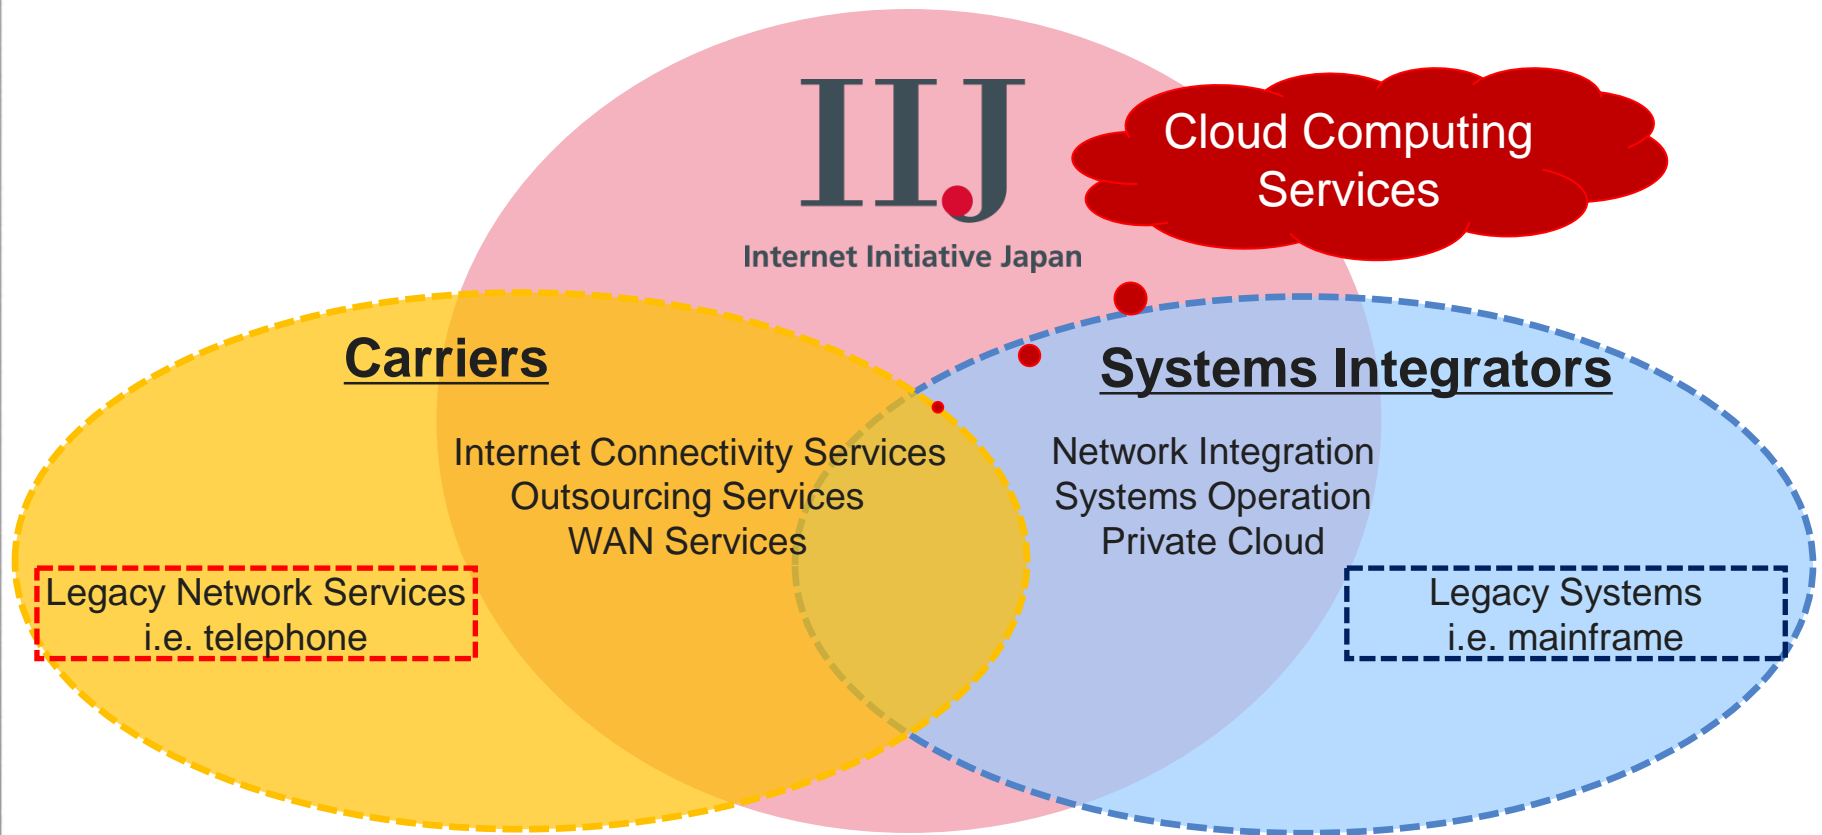 IIJ
Internet Initiative Japan
Cloud Computing
Services
Carriers
Systems Integrators
Internet Connectivity Services
Outsourcing Services
WAN Services
Network Integration
Systems Operation
Private Cloud
Legacy Network Services
i.e. telephone
Legacy Systems
i.e. mainframe